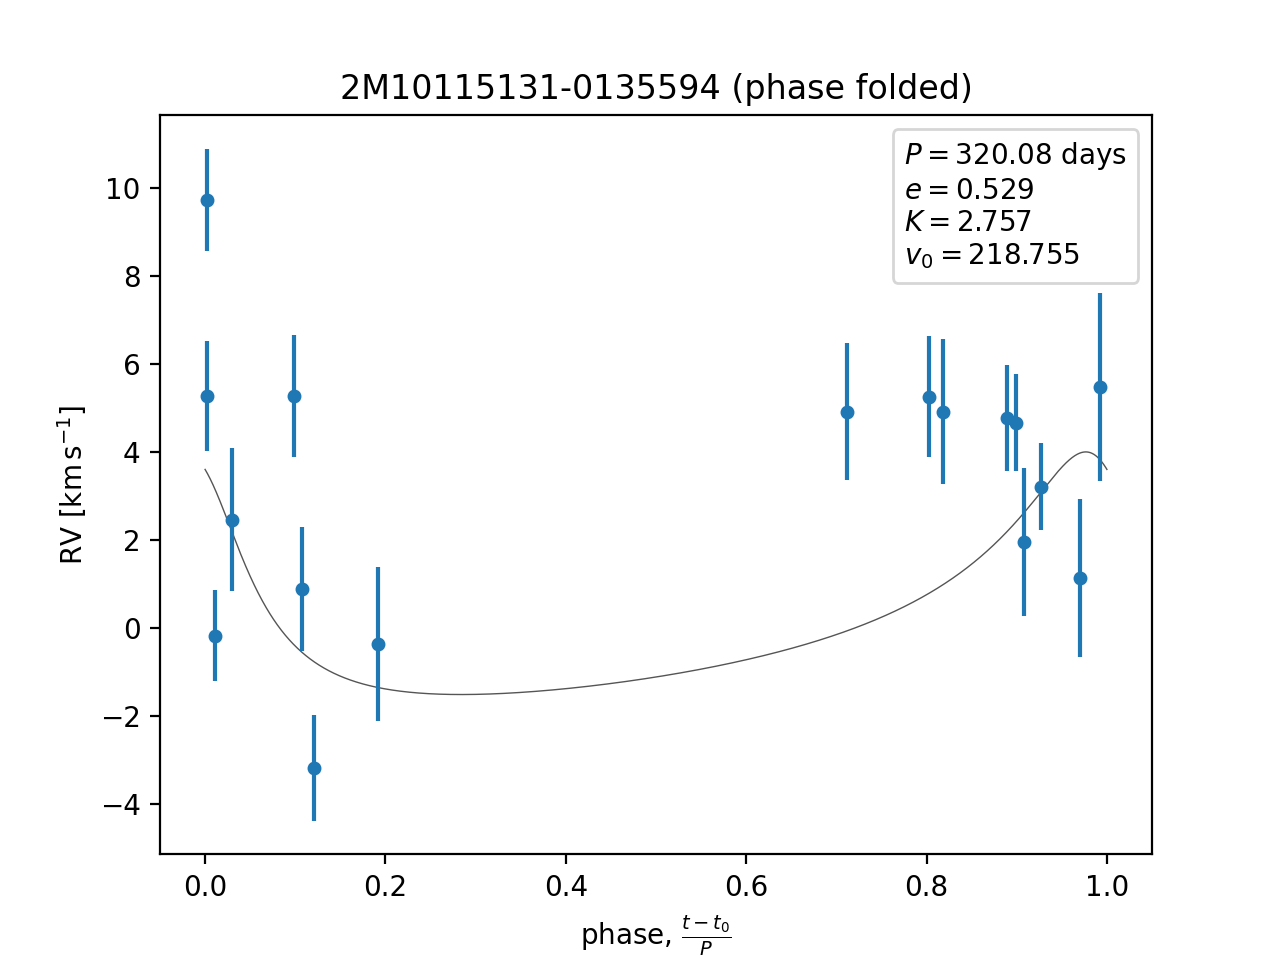 2M10115131-0135594 (phase folded)
P = 320.08 days
e = 0.529
K = 2.757
v₀ = 218.755
10
8
6
4
2
0
−2
−4
RV [km s⁻¹]
0.0 0.2 0.4 0.6 0.8 1.0
phase, (t − t₀)/P